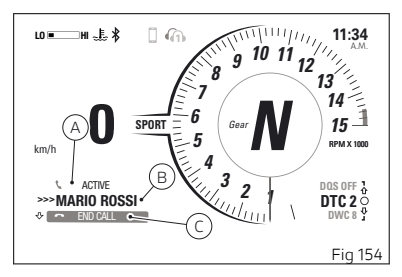 LO HI
11:34
A.M.
1
10 11
9 12
8 13
7 14
6 15
5
4
3
2
1
RPM X 1000
SPORT
Gear N
0
km/h
A
ACTIVE
B
>>>MARIO ROSSI
END CALL
C
DQS OFF
DTC 2
DWC 8
Fig 154